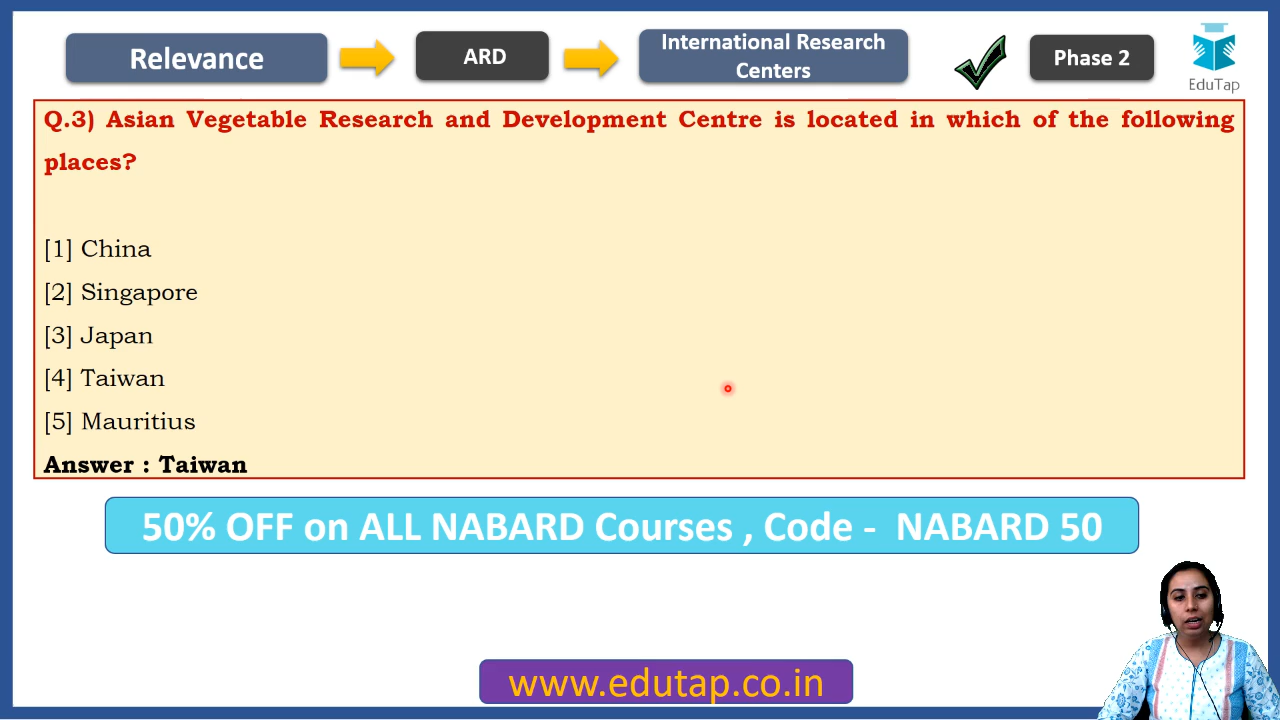 Relevance
ARD
International Research
Centers
Phase 2
EduTap
Q.3) Asian Vegetable Research and Development Centre is located in which of the following
places?
[1] China
[2] Singapore
[3] Japan
[4] Taiwan
[5] Mauritius
Answer : Taiwan
50% OFF on ALL NABARD Courses , Code - NABARD 50
www.edutap.co.in